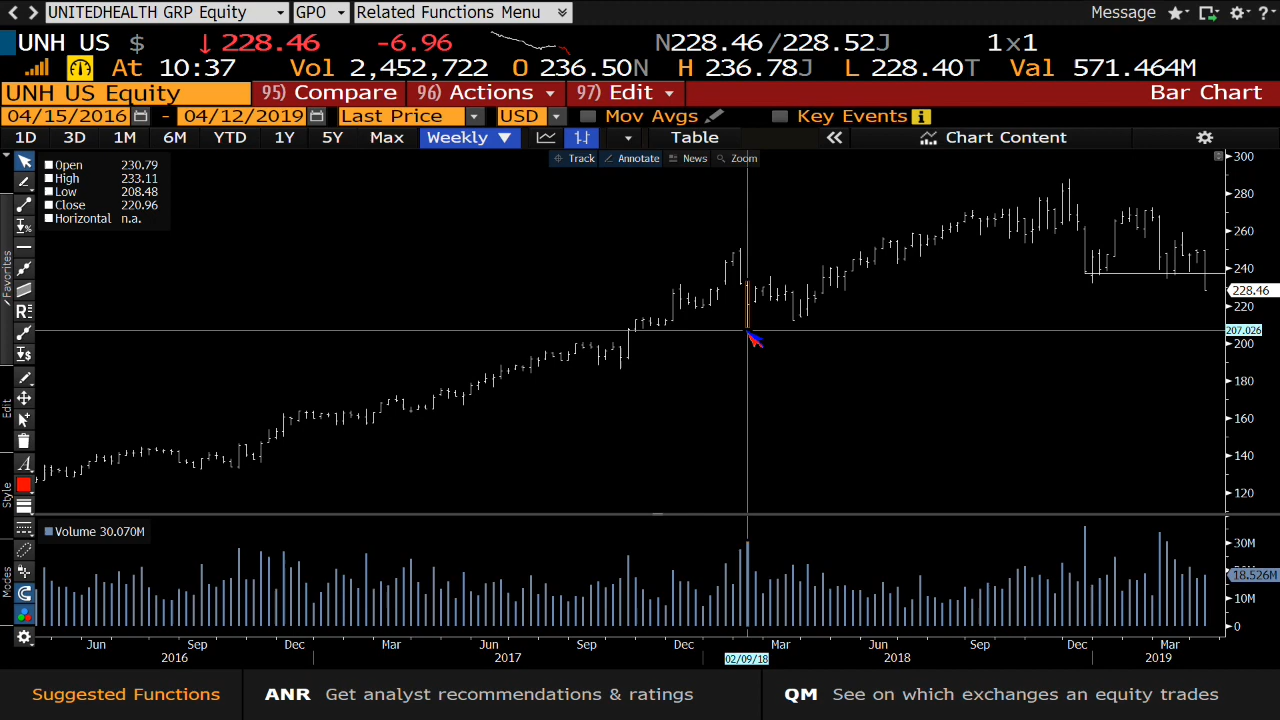 UNITEDHEALTH GRP Equity GPO Related Functions Menu Message ?
UNH US $ ↓ 228.46 -6.96 N228.46 /228.52J 1x1
At 10:37 Vol 2,452,722 O 236.50N H 236.78J L 228.40T Val 571.464M
UNH US Equity 95) Compare 96) Actions 97) Edit Bar Chart
04/15/2016 - 04/12/2019 Last Price USD Mov Avgs Key Events i
1D 3D 1M 6M YTD 1Y 5Y Max Weekly ▼ Table « Chart Content
Track Annotate News Zoom
Open 230.79
High 233.11
Low 208.48
Close 220.96
Horizontal n.a.
Favorites
Edit
Style
Modes
300
280
260
240
228.46
220
207.026
200
180
160
140
120
Volume 30.070M
30M
18.526M
10M
0
Jun Sep Dec Mar Jun Sep Dec Mar Jun Sep Dec Mar
2016 2017 02/09/18 2018 2019
Suggested Functions ANR Get analyst recommendations & ratings QM See on which exchanges an equity trades